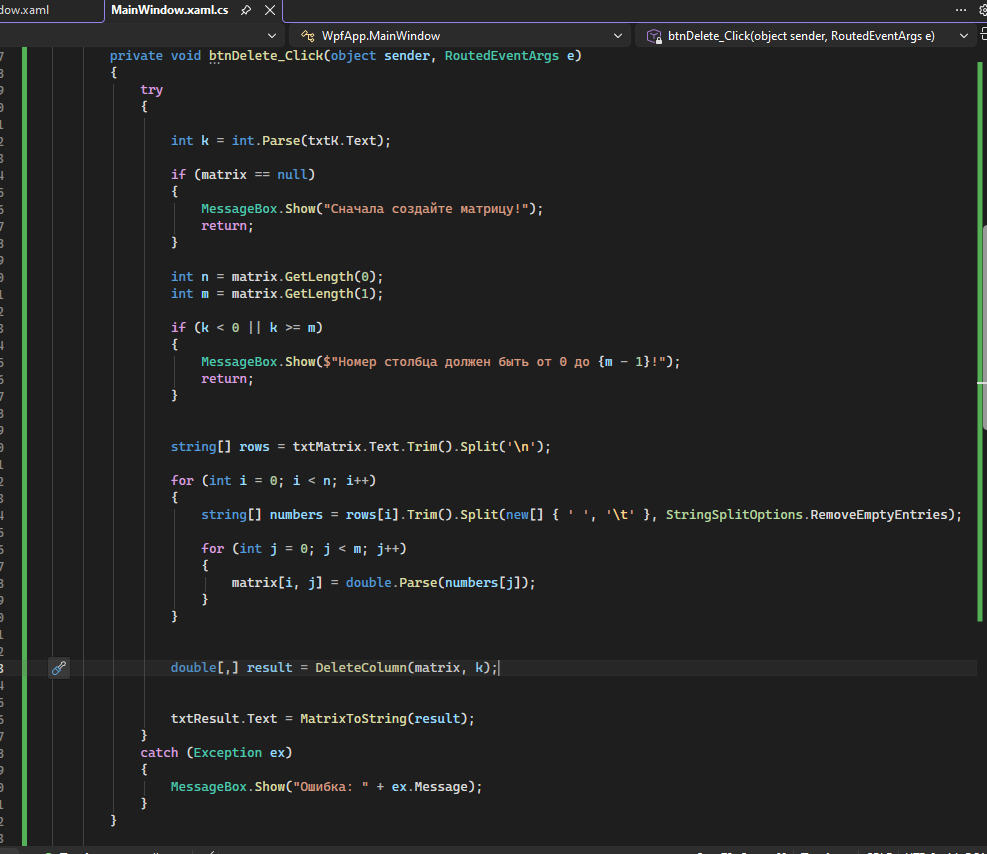 dow.xaml
MainWindow.xaml.cs
WpfApp.MainWindow
btnDelete_Click(object sender, RoutedEventArgs e)
private void btnDelete_Click(object sender, RoutedEventArgs e)
{
try
{
int k = int.Parse(txtK.Text);
if (matrix == null)
{
MessageBox.Show("Сначала создайте матрицу!");
return;
}
int n = matrix.GetLength(0);
int m = matrix.GetLength(1);
if (k < 0 || k >= m)
{
MessageBox.Show($"Номер столбца должен быть от 0 до {m - 1}!");
return;
}
string[] rows = txtMatrix.Text.Trim().Split('\n');
for (int i = 0; i < n; i++)
{
string[] numbers = rows[i].Trim().Split(new[] { ' ', '\t' }, StringSplitOptions.RemoveEmptyEntries);
for (int j = 0; j < m; j++)
{
matrix[i, j] = double.Parse(numbers[j]);
}
}
double[,] result = DeleteColumn(matrix, k);
txtResult.Text = MatrixToString(result);
}
catch (Exception ex)
{
MessageBox.Show("Ошибка: " + ex.Message);
}
}